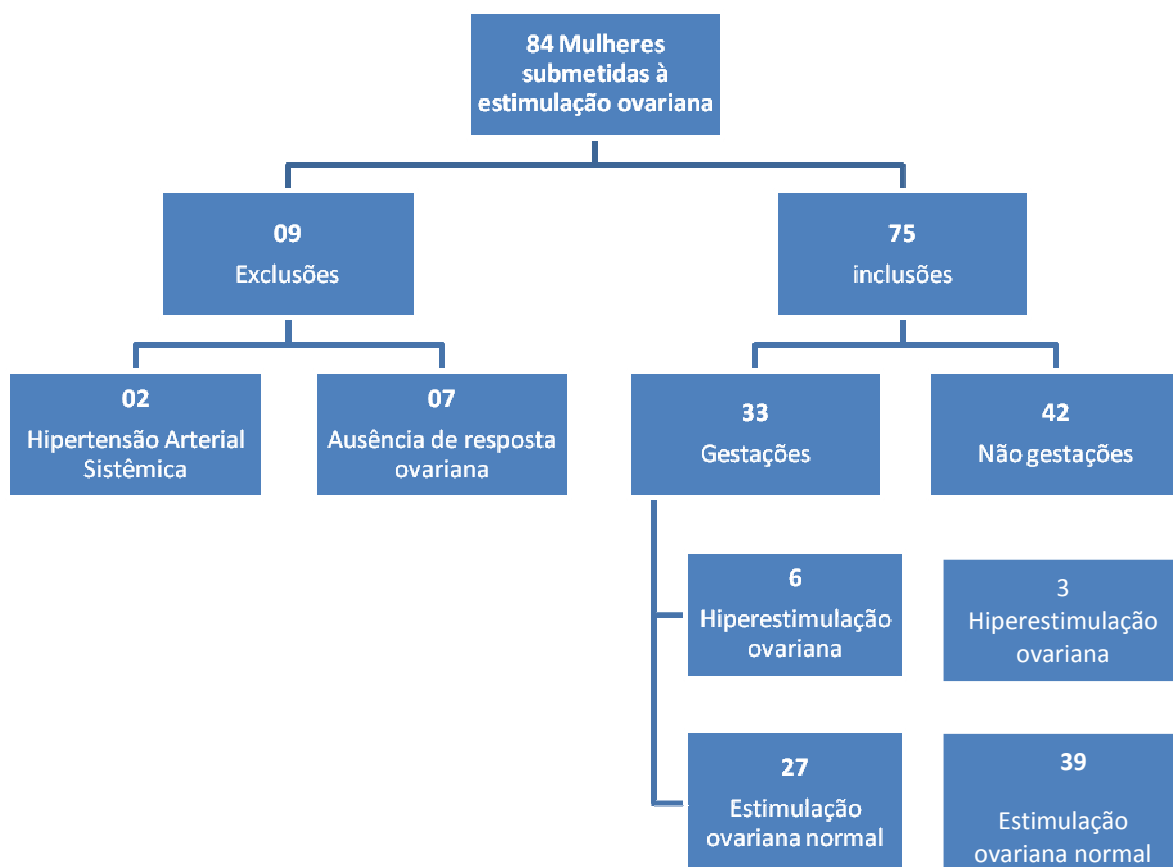 84 Mulheres
submetidas à
estimulação ovariana
09
Exclusões
75
inclusões
02
Hipertensão Arterial
Sistêmica
07
Ausência de resposta
ovariana
33
Gestações
42
Não gestações
6
Hiperestimulação
ovariana
3
Hiperestimulação
ovariana
27
Estimulação
ovariana normal
39
Estimulação
ovariana normal